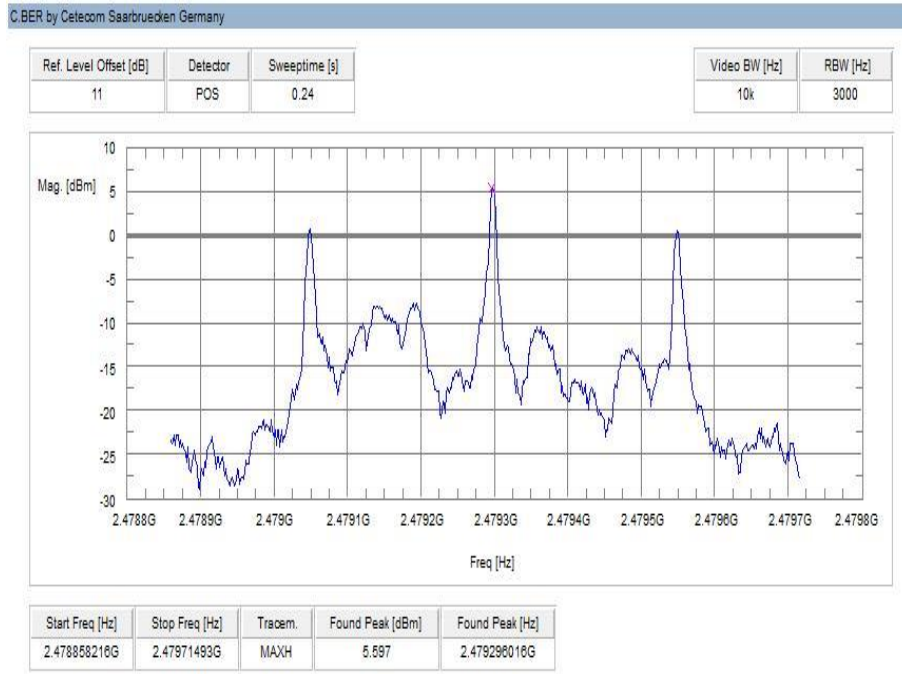 C.BER by Cetecom Saarbruecken Germany
Ref. Level Offset [dB] Detector Sweeptime [s] Video BW [Hz] RBW [Hz]
11 POS 0.24 10k 3000
Mag. [dBm]
10
5
0
-5
-10
-15
-20
-25
-30
2.4788G 2.4789G 2.479G 2.4791G 2.4792G 2.4793G 2.4794G 2.4795G 2.4796G 2.4797G 2.4798G
Freq [Hz]
Start Freq [Hz] Stop Freq [Hz] Tracem. Found Peak [dBm] Found Peak [Hz]
2.478858216G 2.47971493G MAXH 5.597 2.479296016G